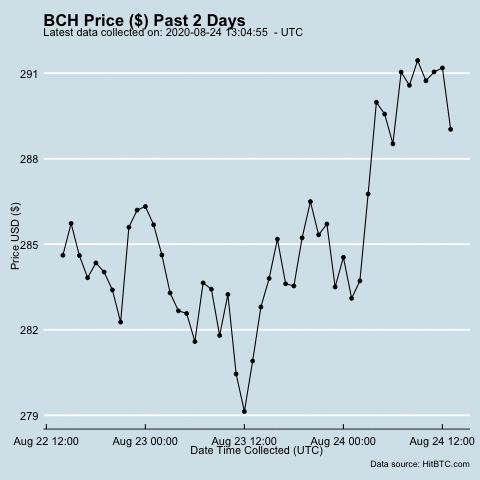 BCH Price ($) Past 2 Days
Latest data collected on: 2020-08-24 13:04:55  - UTC
291
288
285
282
279
Price USD ($)
Aug 22 12:00 Aug 23 00:00 Aug 23 12:00 Aug 24 00:00 Aug 24 12:00
Date Time Collected (UTC)
Data source: HitBTC.com